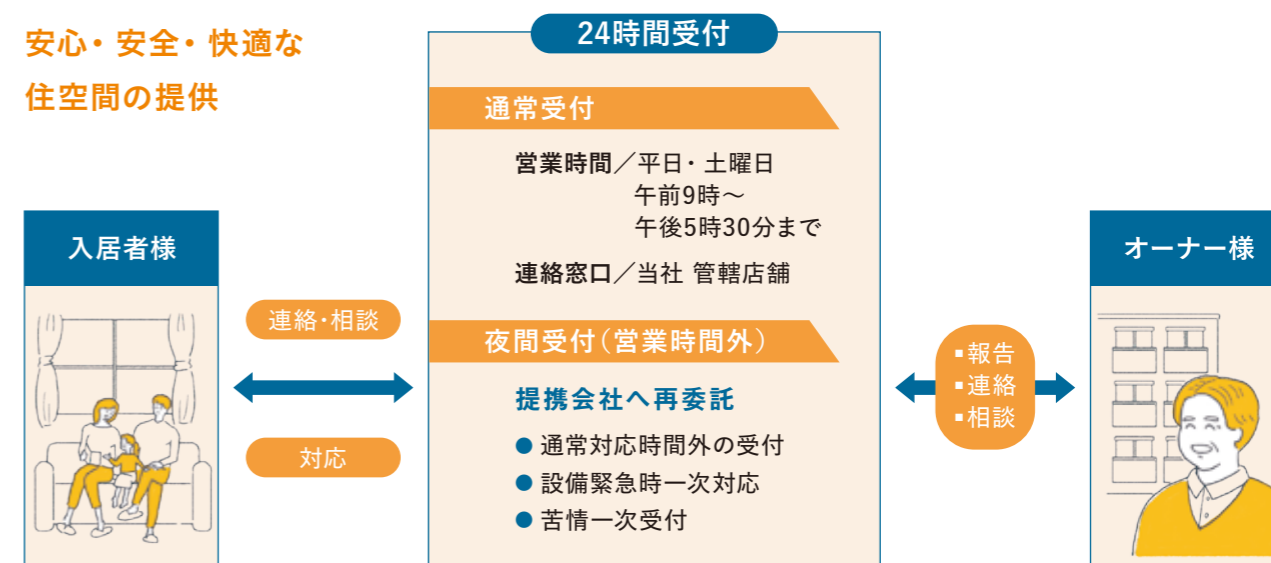 安心・安全・快適な
住空間の提供
24時間受付
通常受付
営業時間／平日・土曜日
午前9時〜
午後5時30分まで
連絡窓口／当社 管轄店舗
夜間受付（営業時間外）
提携会社へ再委託
● 通常対応時間外の受付
● 設備緊急時一次対応
● 苦情一次受付
入居者様
連絡・相談
対応
▪報告
▪連絡
▪相談
オーナー様